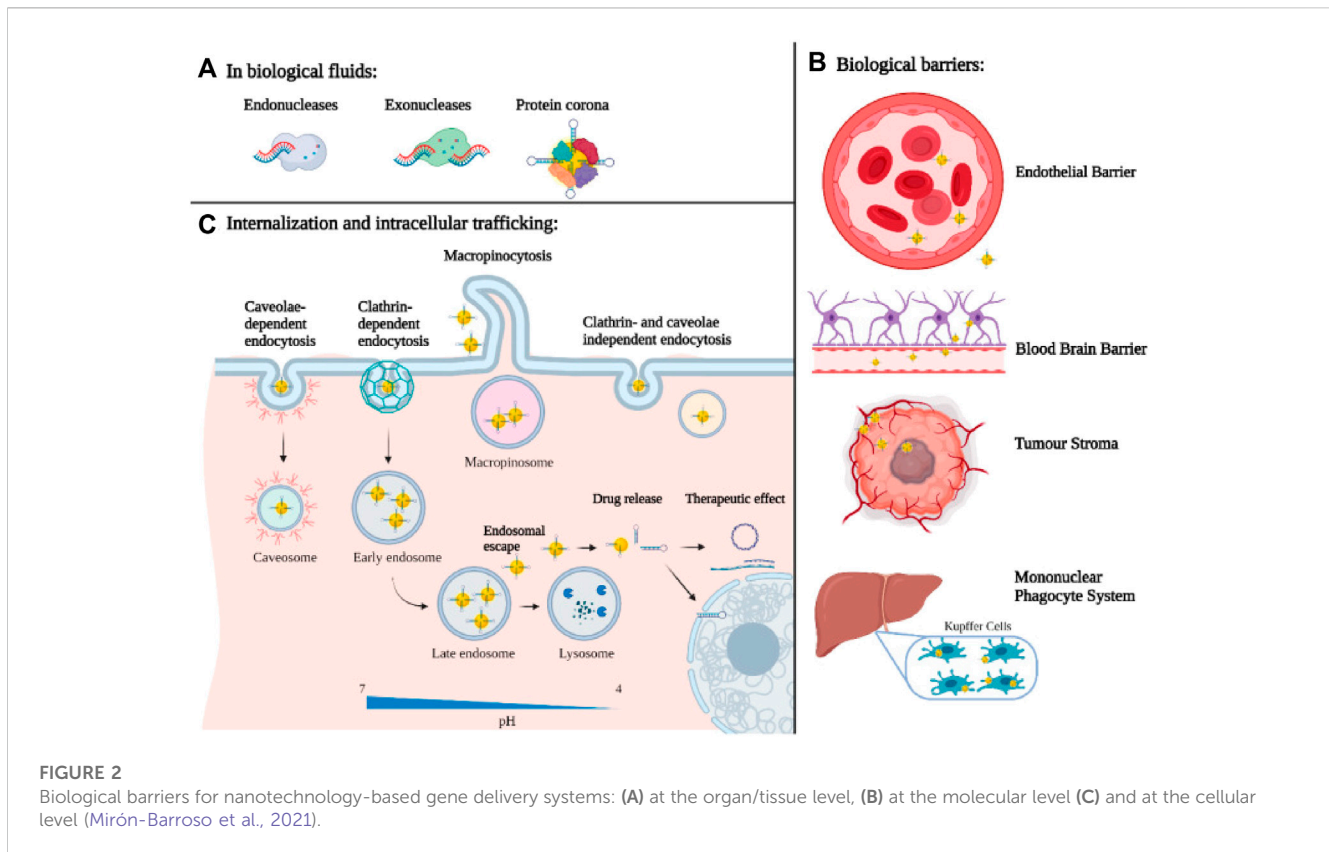 A In biological fluids:
Endonucleases
Exonucleases
Protein corona
B Biological barriers:
Endothelial Barrier
Blood Brain Barrier
Tumour Stroma
Mononuclear
Phagocyte System
Kupffer Cells
C Internalization and intracellular trafficking:
Macropinocytosis
Caveolae-
dependent
endocytosis
Clathrin-
dependent
endocytosis
Clathrin- and caveolae
independent endocytosis
Macropinosome
Caveosome
Early endosome
Endosomal
escape
Drug release
Therapeutic effect
Late endosome
Lysosome
7
4
pH
FIGURE 2
Biological barriers for nanotechnology-based gene delivery systems: (A) at the organ/tissue level, (B) at the molecular level (C) and at the cellular
level (Mirón-Barroso et al., 2021).